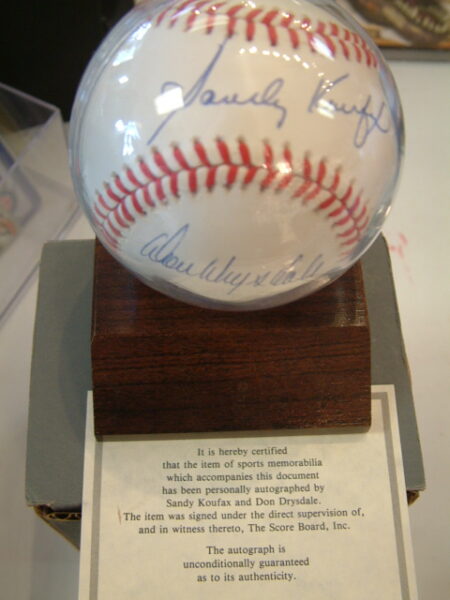 Sandy Koufax
Don Drysdale
It is hereby certified
that the item of sports memorabilia
which accompanies this document
has been personally autographed by
Sandy Koufax and Don Drysdale.
The item was signed under the direct supervision of,
and in witness thereto, The Score Board, Inc.
The autograph is
unconditionally guaranteed
as to its authenticity.